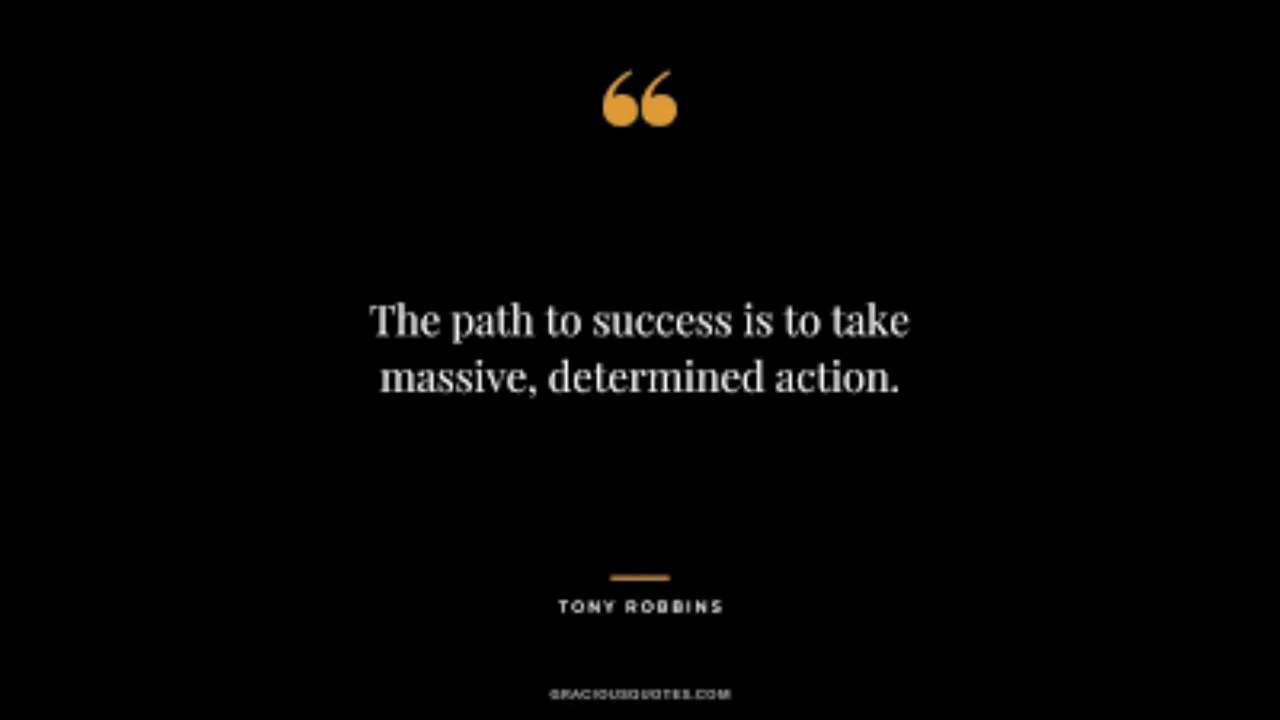 “
The path to success is to take
massive, determined action.
TONY ROBBINS
GRACIOUSQUOTES.COM